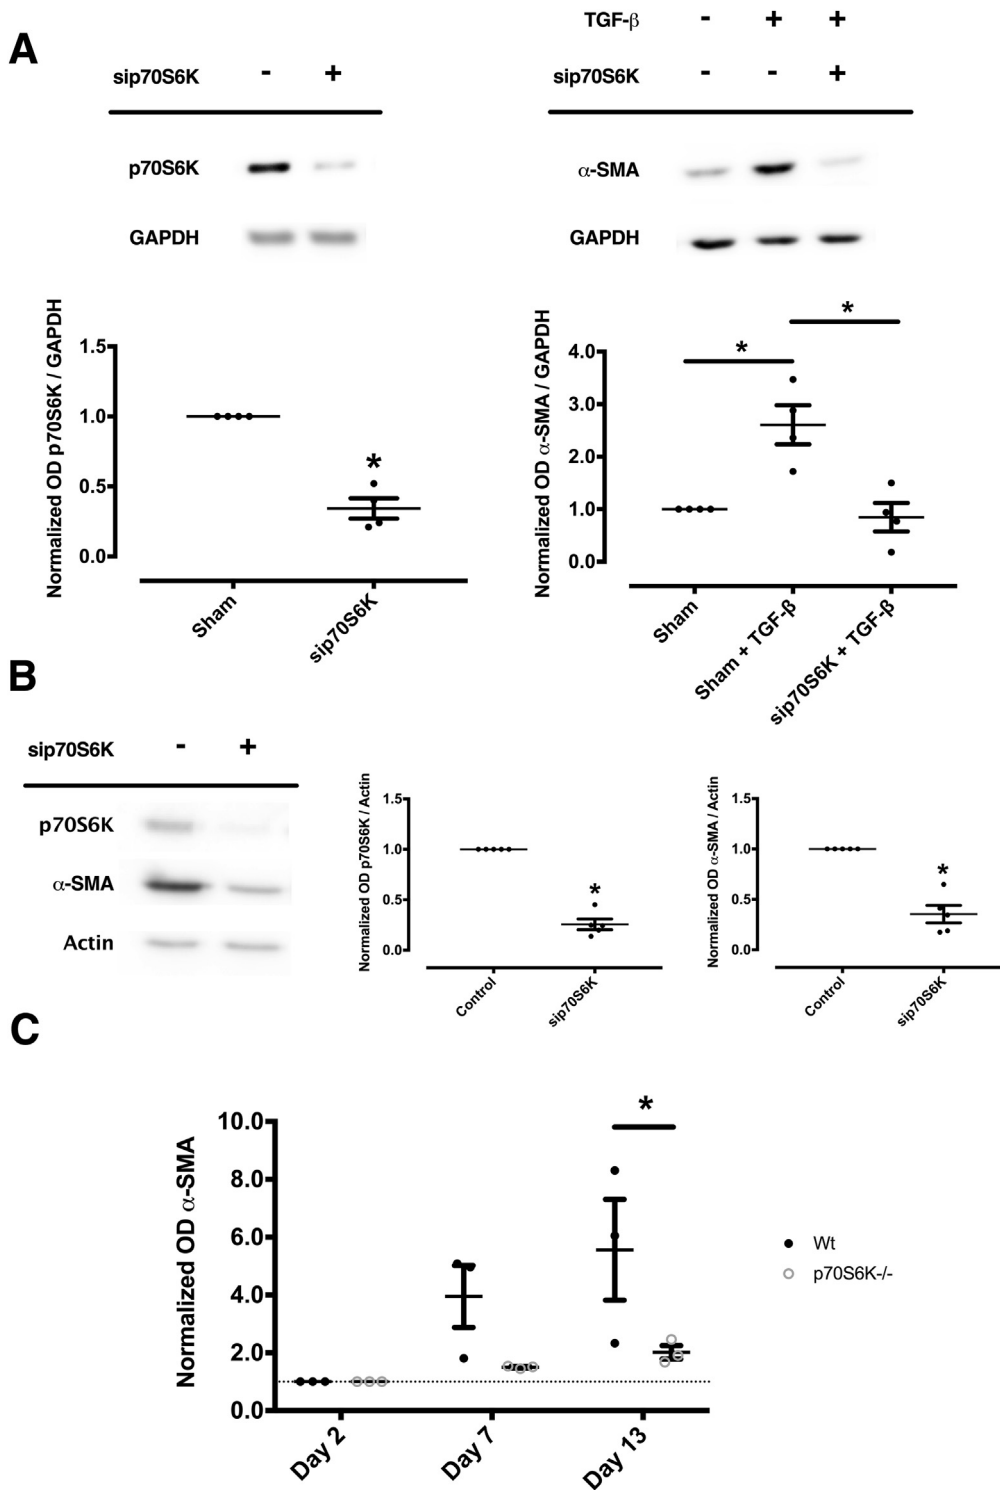 A
sip70S6K - +
p70S6K
GAPDH
TGF-β - + +
sip70S6K - - +
α-SMA
GAPDH
Normalized OD p70S6K / GAPDH
1.5
1.0
0.5
0.0
*
Sham
sip70S6K
Normalized OD α-SMA / GAPDH
4.0
3.0
2.0
1.0
0.0
*
*
Sham
Sham + TGF-β
sip70S6K + TGF-β
B
sip70S6K - +
p70S6K
α-SMA
Actin
Normalized OD p70S6K / Actin
1.5
1.0
0.5
0.0
*
Control
sip70S6K
Normalized OD α-SMA / Actin
1.5
1.0
0.5
0.0
*
Control
sip70S6K
C
Normalized OD α-SMA
10.0
8.0
6.0
4.0
2.0
0.0
*
Day 2
Day 7
Day 13
Wt
p70S6K-/-